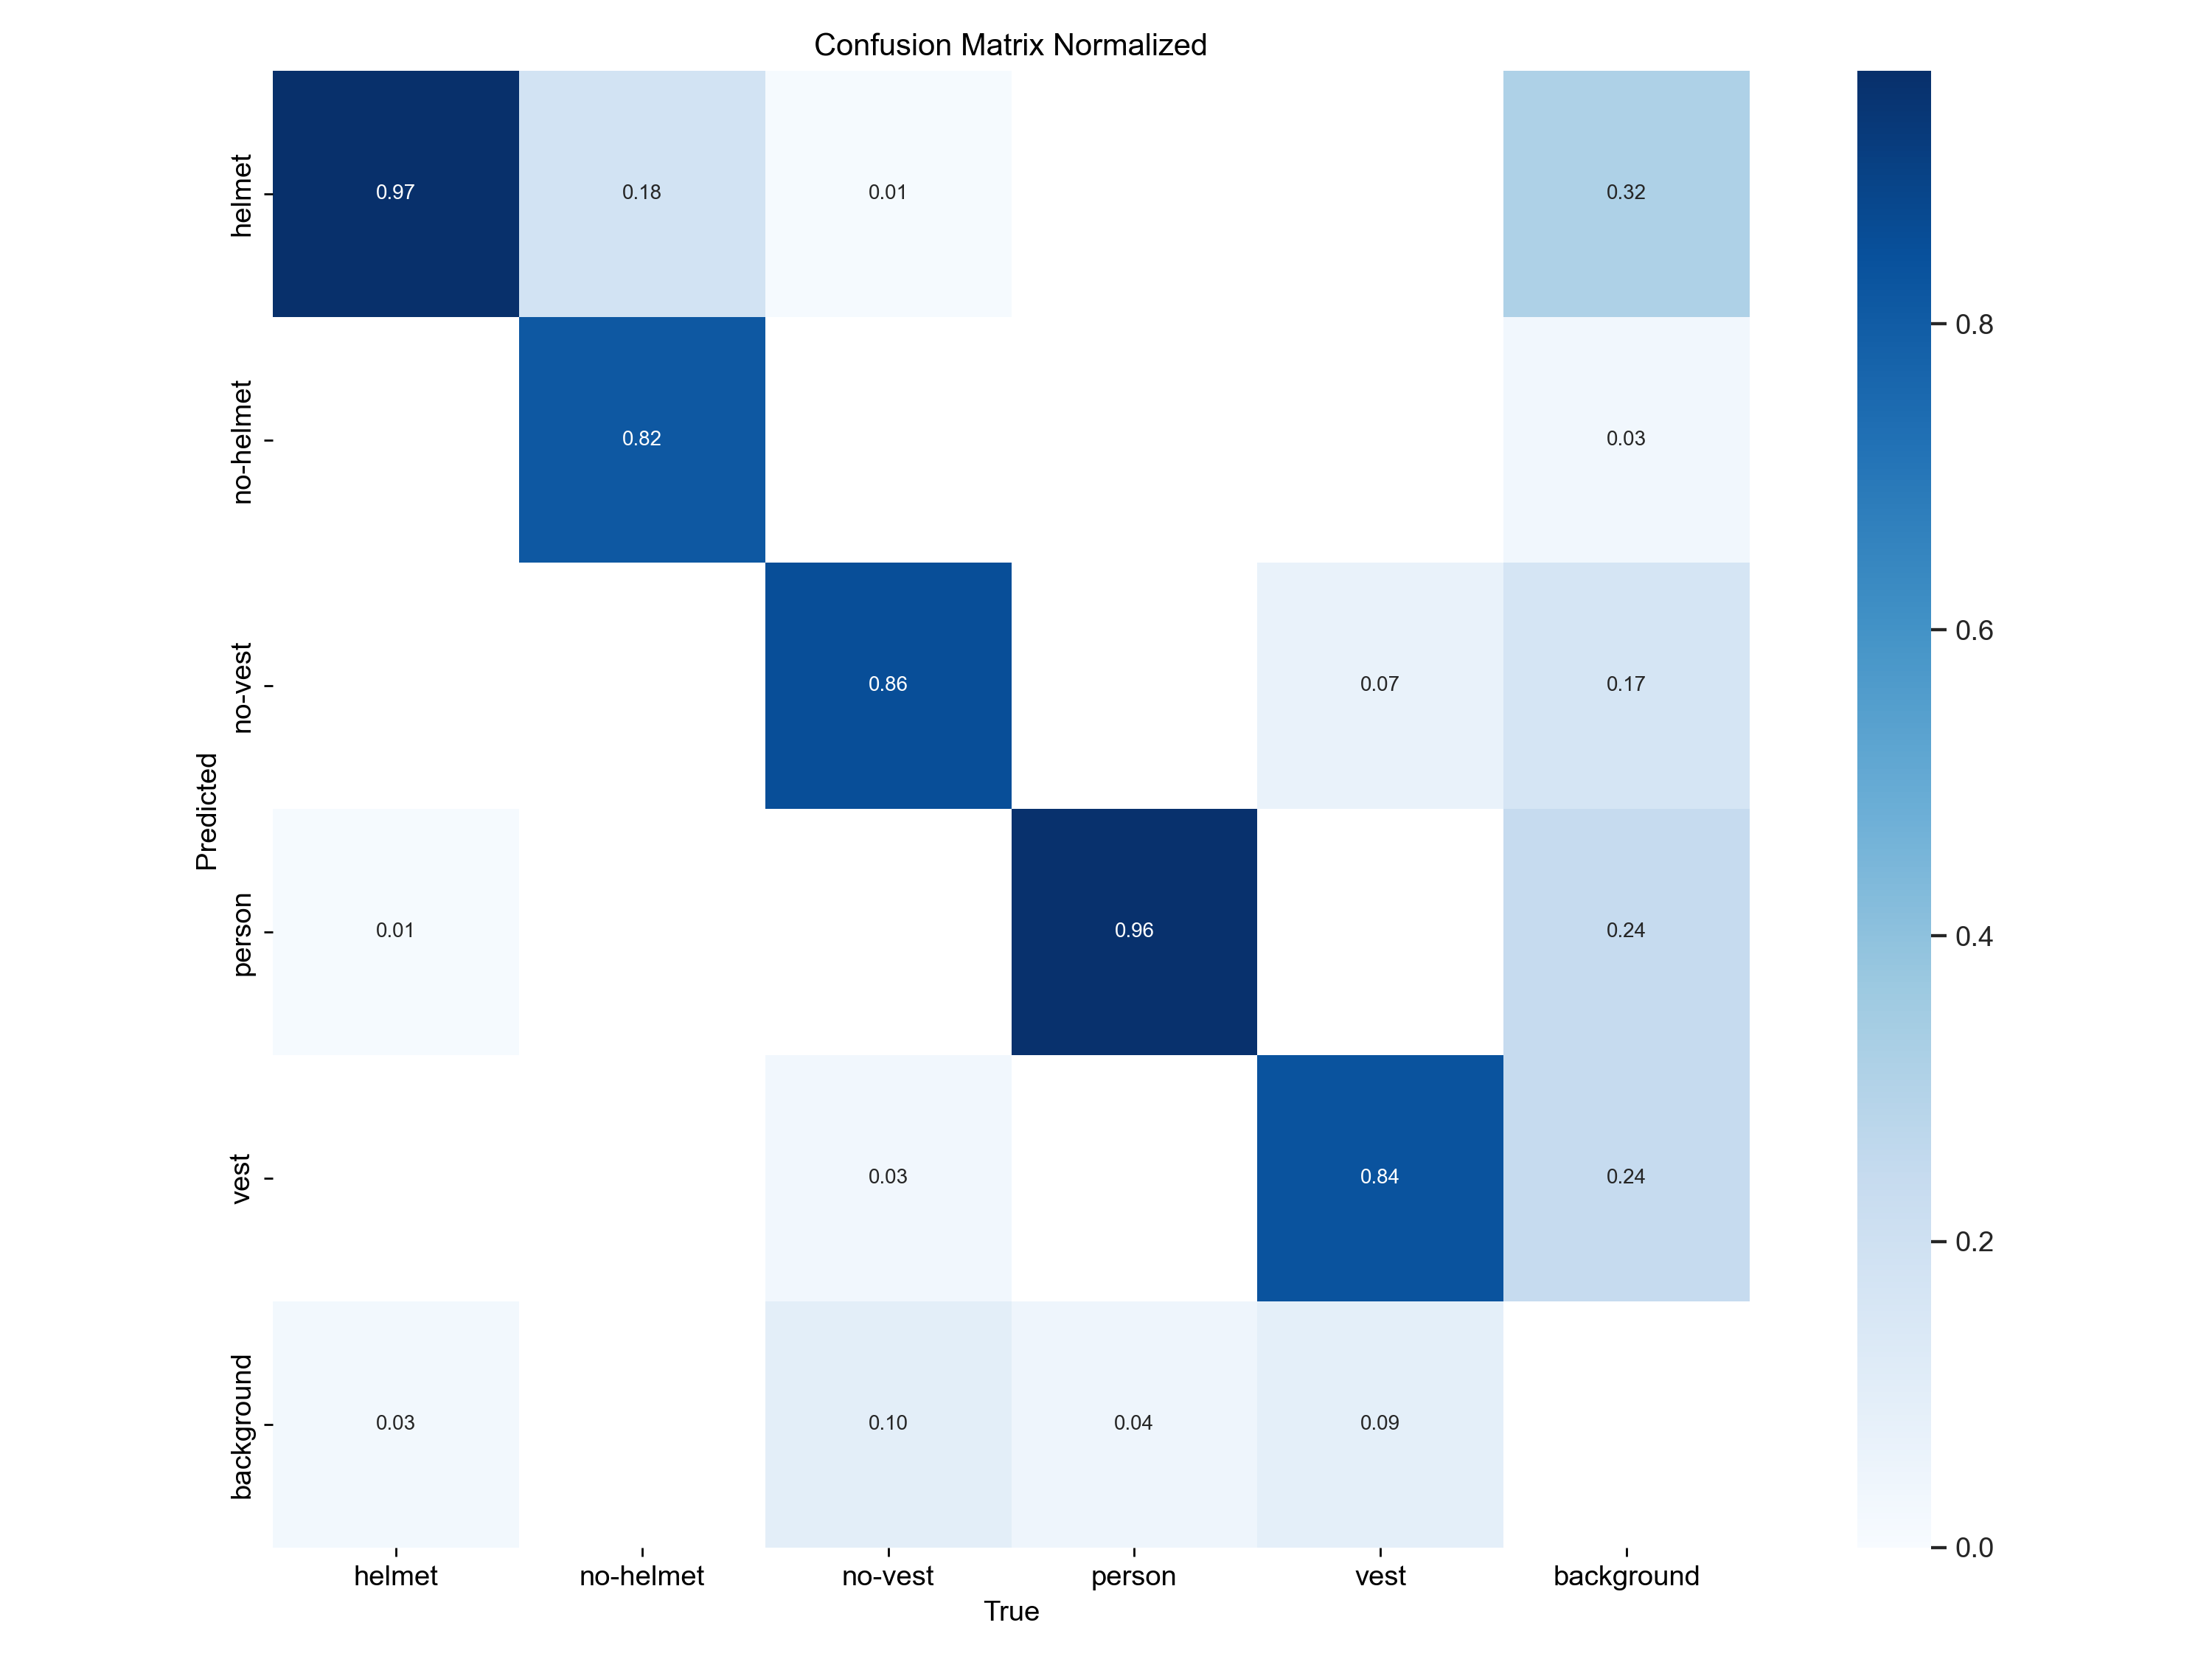 Confusion Matrix Normalized
helmet
0.97
0.18
0.01
0.32
no-helmet
0.82
0.03
no-vest
0.86
0.07
0.17
person
0.01
0.96
0.24
vest
0.03
0.84
0.24
background
0.03
0.10
0.04
0.09
Predicted
helmet
no-helmet
no-vest
person
vest
background
True
0.8
0.6
0.4
0.2
0.0